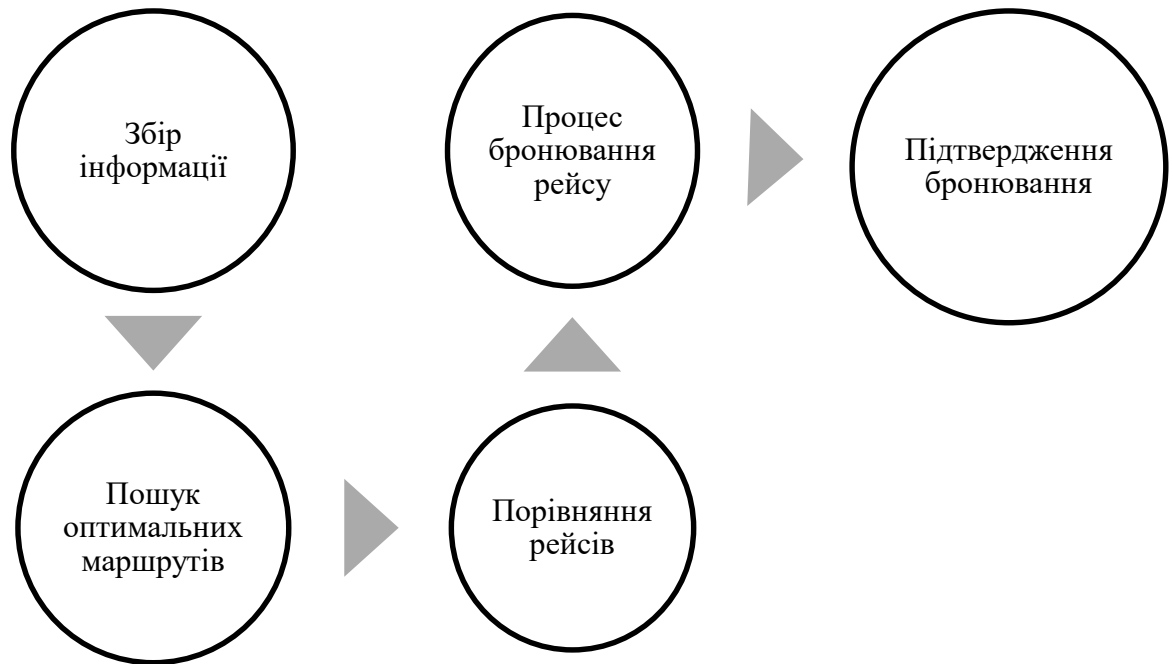 Збір
інформації
Пошук
оптимальних
маршрутів
Порівняння
рейсів
Процес
бронювання
рейсу
Підтвердження
бронювання